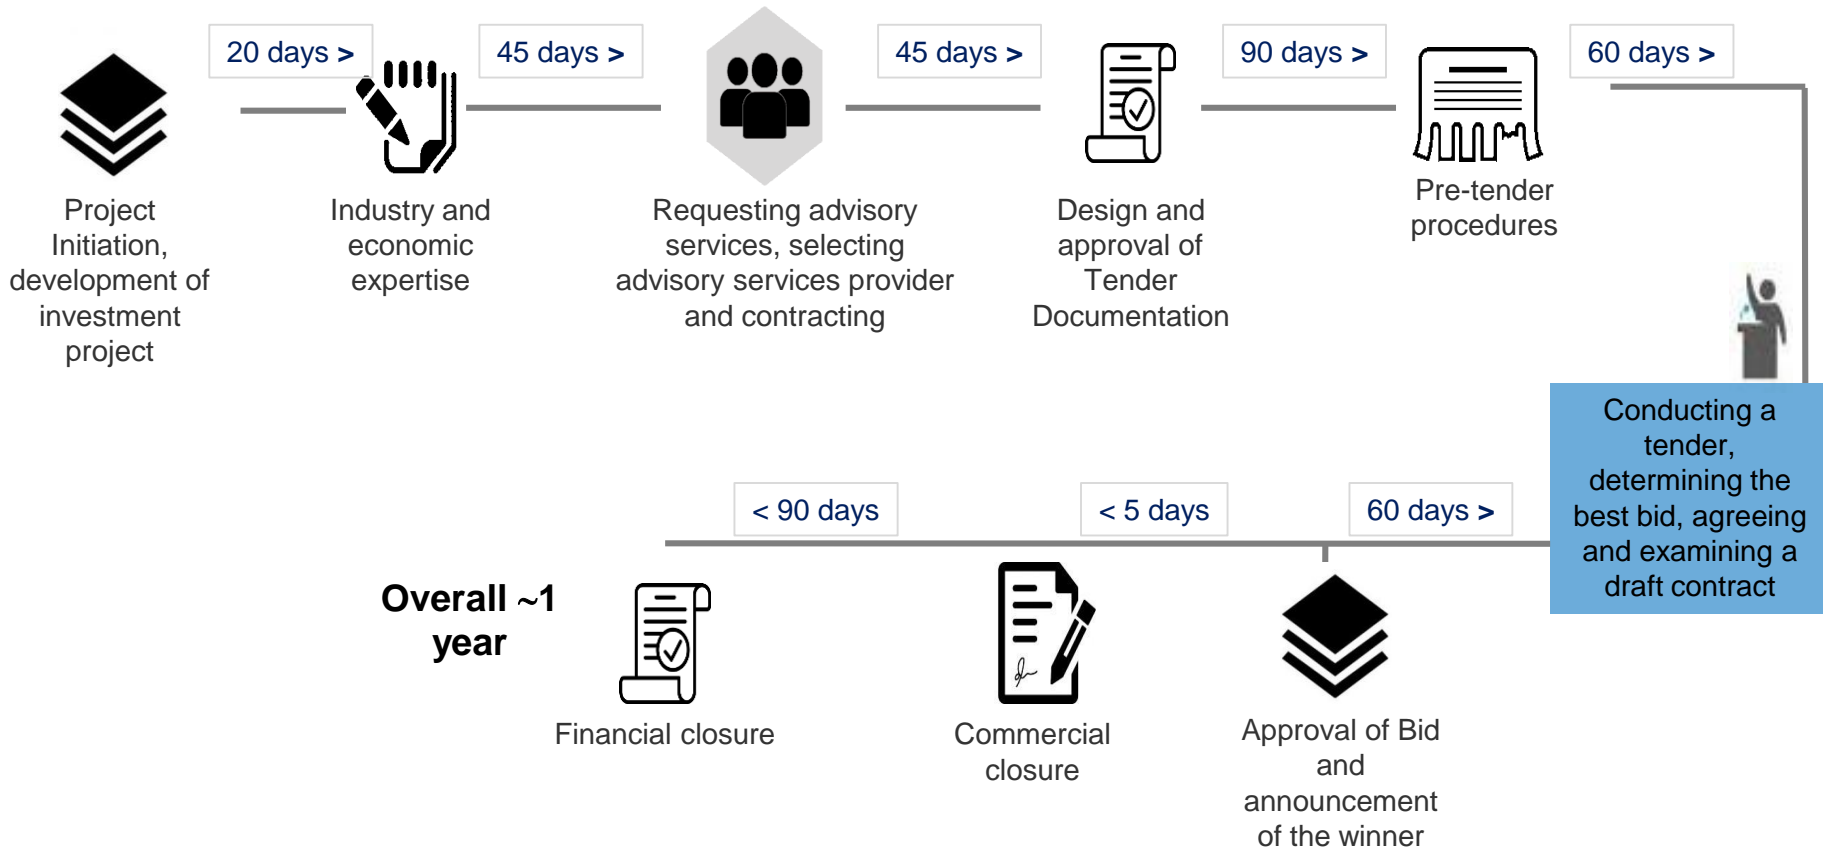 20 days >
45 days >
45 days >
90 days >
60 days >
Project
Initiation,
development of
investment
project
Industry and
economic
expertise
Requesting advisory
services, selecting
advisory services provider
and contracting
Design and
approval of
Tender
Documentation
Pre-tender
procedures
Conducting a
tender,
determining the
best bid, agreeing
and examining a
draft contract
60 days >
< 5 days
< 90 days
Approval of Bid
and
announcement
of the winner
Commercial
closure
Financial closure
Overall ~1
year